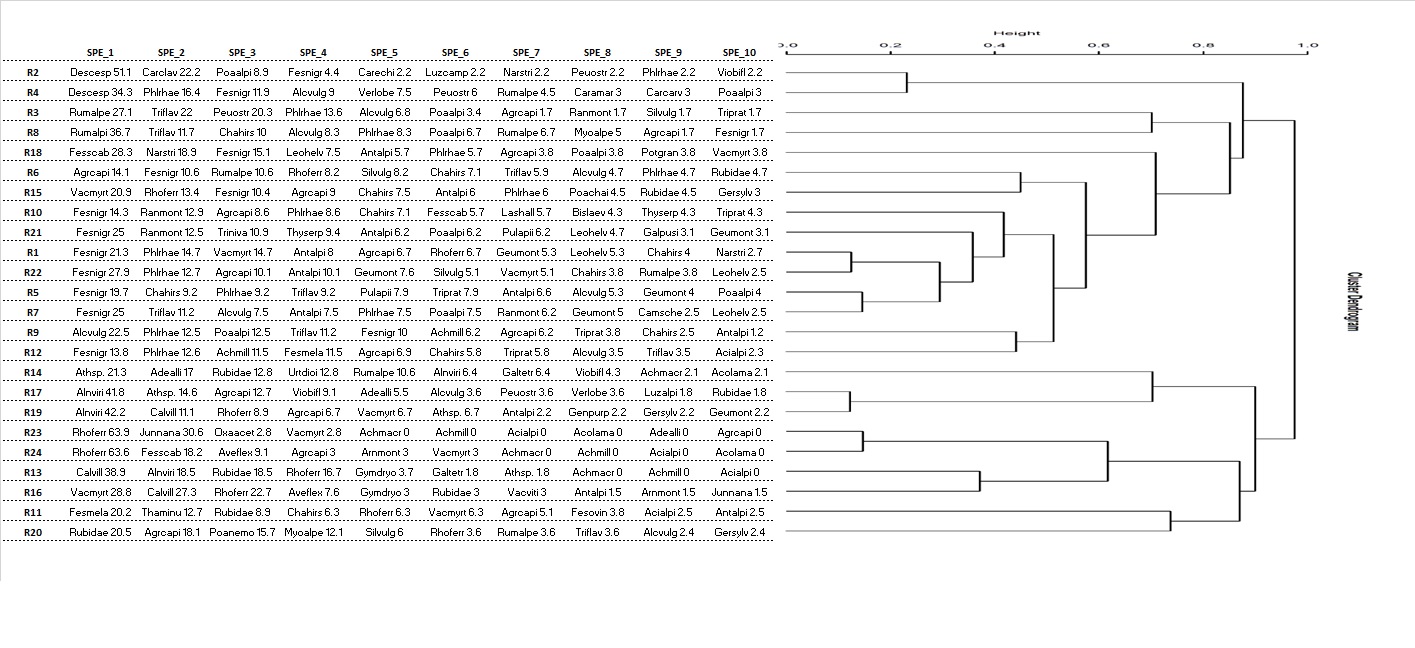 Height
0.0 0.2 0.4 0.6 0.8 1.0
SPE_1 SPE_2 SPE_3 SPE_4 SPE_5 SPE_6 SPE_7 SPE_8 SPE_9 SPE_10
R2 Descesp 51.1 Carclav 22.2 Poaalpi 8.9 Fesnigr 4.4 Carechi 2.2 Luzcamp 2.2 Narstri 2.2 Peuostr 2.2 Phlrhae 2.2 Viobifl 2.2
R4 Descesp 34.3 Phlrhae 16.4 Fesnigr 11.9 Alcvulg 9 Verlobe 7.5 Peuostr 6 Rumalpe 4.5 Caramar 3 Carcarv 3 Poaalpi 3
R3 Rumalpe 27.1 Triflav 22 Peuostr 20.3 Phlrhae 13.6 Alcvulg 6.8 Poaalpi 3.4 Agrcapi 1.7 Ranmont 1.7 Silvulg 1.7 Triprat 1.7
R8 Rumalpi 36.7 Triflav 11.7 Chahirs 10 Alcvulg 8.3 Phlrhae 8.3 Poaalpi 6.7 Rumalpe 6.7 Myoalpe 5 Agrcapi 1.7 Fesnigr 1.7
R18 Fesscab 28.3 Narstri 18.9 Fesnigr 15.1 Leohelv 7.5 Antalpi 5.7 Phlrhae 5.7 Agrcapi 3.8 Poaalpi 3.8 Potgran 3.8 Vacmyrt 3.8
R6 Agrcapi 14.1 Fesnigr 10.6 Rumalpe 10.6 Rhoferr 8.2 Silvulg 8.2 Chahirs 7.1 Triflav 5.9 Alcvulg 4.7 Phlrhae 4.7 Rubidae 4.7
R15 Vacmyrt 20.9 Rhoferr 13.4 Fesnigr 10.4 Agrcapi 9 Chahirs 7.5 Antalpi 6 Phlrhae 6 Poachai 4.5 Rubidae 4.5 Gersylv 3
R10 Fesnigr 14.3 Ranmont 12.9 Agrcapi 8.6 Phlrhae 8.6 Chahirs 7.1 Fesscab 5.7 Lashall 5.7 Bislaev 4.3 Thyserp 4.3 Triprat 4.3
R21 Fesnigr 25 Ranmont 12.5 Triniva 10.9 Thyserp 9.4 Antalpi 6.2 Poaalpi 6.2 Pulapii 6.2 Leohelv 4.7 Galpusi 3.1 Geumont 3.1
R1 Fesnigr 21.3 Phlrhae 14.7 Vacmyrt 14.7 Antalpi 8 Agrcapi 6.7 Rhoferr 6.7 Geumont 5.3 Leohelv 5.3 Chahirs 4 Narstri 2.7
R22 Fesnigr 27.9 Phlrhae 12.7 Agrcapi 10.1 Antalpi 10.1 Geumont 7.6 Silvulg 5.1 Vacmyrt 5.1 Chahirs 3.8 Rumalpe 3.8 Leohelv 2.5
R5 Fesnigr 19.7 Chahirs 9.2 Phlrhae 9.2 Triflav 9.2 Pulapii 7.9 Triprat 7.9 Antalpi 6.6 Alcvulg 5.3 Geumont 4 Poaalpi 4
R7 Fesnigr 25 Triflav 11.2 Alcvulg 7.5 Antalpi 7.5 Phlrhae 7.5 Poaalpi 7.5 Ranmont 6.2 Geumont 5 Camsche 2.5 Leohelv 2.5
R9 Alcvulg 22.5 Phlrhae 12.5 Poaalpi 12.5 Triflav 11.2 Fesnigr 10 Achmill 6.2 Agrcapi 6.2 Triprat 3.8 Chahirs 2.5 Antalpi 1.2
R12 Fesnigr 13.8 Phlrhae 12.6 Achmill 11.5 Fesmela 11.5 Agrcapi 6.9 Chahirs 5.8 Triprat 5.8 Alcvulg 3.5 Triflav 3.5 Acialpi 2.3
R14 Athsp. 21.3 Adealli 17 Rubidae 12.8 Urtdioi 12.8 Rumalpe 10.6 Alnviri 6.4 Galtetr 6.4 Viobifl 4.3 Achmacr 2.1 Acolama 2.1
R17 Alnviri 41.8 Athsp. 14.6 Agrcapi 12.7 Viobifl 9.1 Adealli 5.5 Alcvulg 3.6 Peuostr 3.6 Verlobe 3.6 Luzalpi 1.8 Rubidae 1.8
R19 Alnviri 42.2 Calvill 11.1 Rhoferr 8.9 Agrcapi 6.7 Vacmyrt 6.7 Athsp. 6.7 Antalpi 2.2 Genpurp 2.2 Gersylv 2.2 Geumont 2.2
R23 Rhoferr 63.9 Junnana 30.6 Oxaacet 2.8 Vacmyrt 2.8 Achmacr 0 Achmill 0 Acialpi 0 Acolama 0 Adealli 0 Agrcapi 0
R24 Rhoferr 63.6 Fesscab 18.2 Aveflex 9.1 Agrcapi 3 Arnmont 3 Vacmyrt 3 Achmacr 0 Achmill 0 Acialpi 0 Acolama 0
R13 Calvill 38.9 Alnviri 18.5 Rubidae 18.5 Rhoferr 16.7 Gymdryo 3.7 Galtetr 1.8 Athsp. 1.8 Achmacr 0 Achmill 0 Acialpi 0
R16 Vacmyrt 28.8 Calvill 27.3 Rhoferr 22.7 Aveflex 7.6 Gymdryo 3 Rubidae 3 Vacviti 3 Antalpi 1.5 Arnmont 1.5 Junnana 1.5
R11 Fesmela 20.2 Thaminu 12.7 Rubidae 8.9 Chahirs 6.3 Rhoferr 6.3 Vacmyrt 6.3 Agrcapi 5.1 Fesovin 3.8 Acialpi 2.5 Antalpi 2.5
R20 Rubidae 20.5 Agrcapi 18.1 Poanemo 15.7 Myoalpe 12.1 Silvulg 6 Rhoferr 3.6 Rumalpe 3.6 Triflav 3.6 Alcvulg 2.4 Gersylv 2.4
Cluster Dendrogram